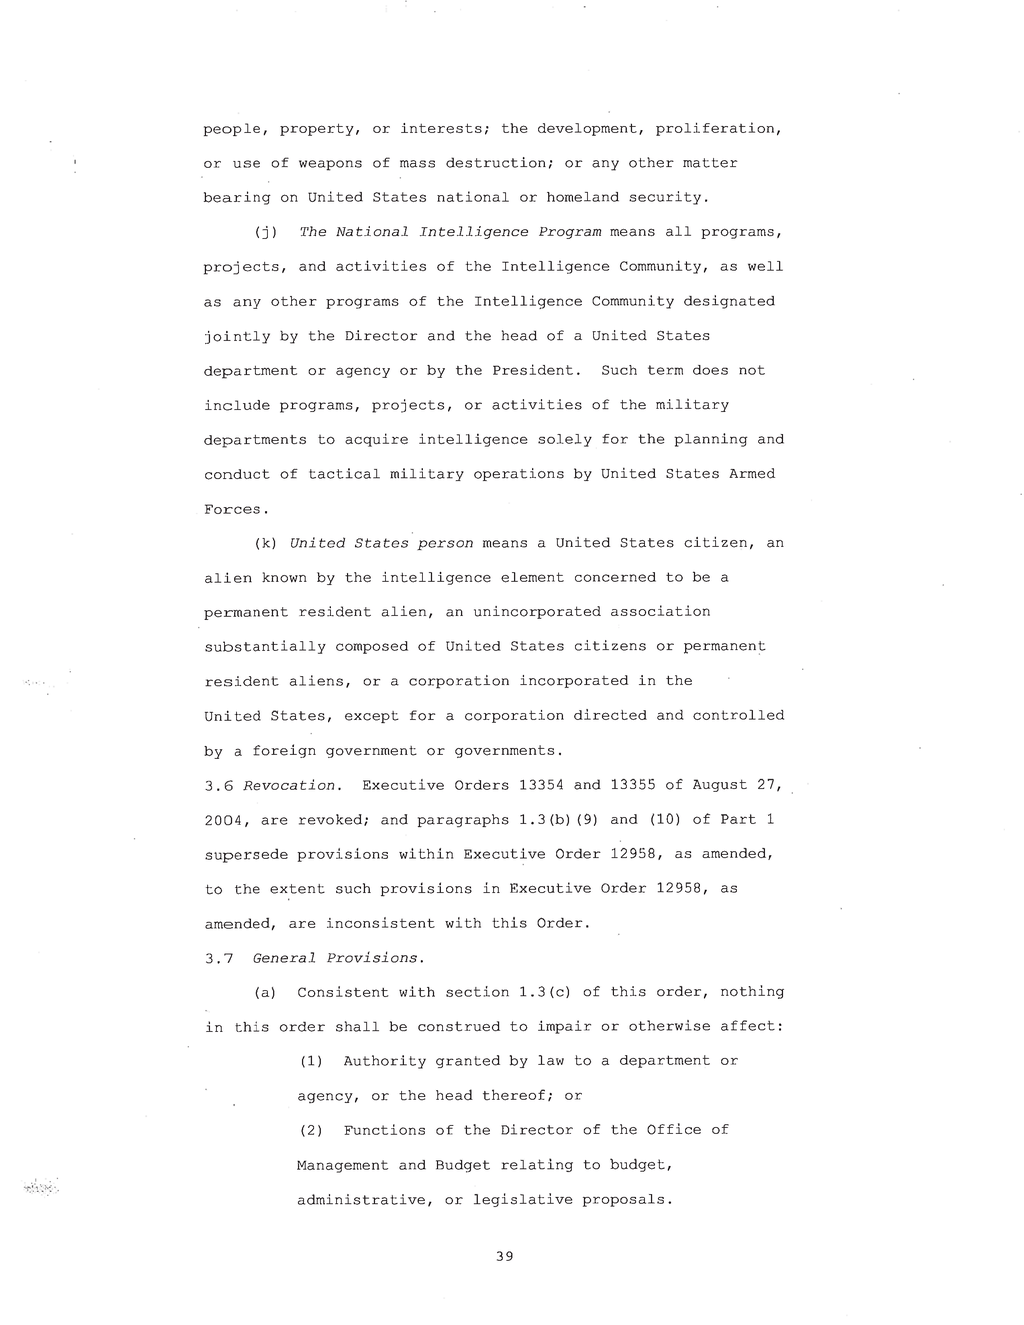 people, property, or interests; the development, proliferation,
or use of weapons of mass destruction; or any other matter
bearing on United States national or homeland security.
(j) The National Intelligence Program means all programs,
projects, and activities of the Intelligence Community, as well
as any other programs of the Intelligence Community designated
jointly by the Director and the head of a United States
department or agency or by the President. Such term does not
include programs, projects, or activities of the military
departments to acquire intelligence solely for the planning and
conduct of tactical military operations by United States Armed
Forces.
(k) United States person means a United States citizen, an
alien known by the intelligence element concerned to be a
permanent resident alien, an unincorporated association
substantially composed of United States citizens or permanent
resident aliens, or a corporation incorporated in the
United States, except for a corporation directed and controlled
by a foreign government or governments.
3.6 Revocation. Executive Orders 13354 and 13355 of August 27,
2004, are revoked; and paragraphs 1.3(b)(9) and (10) of Part 1
supersede provisions within Executive Order 12958, as amended,
to the extent such provisions in Executive Order 12958, as
amended, are inconsistent with this Order.
3.7 General Provisions.
(a) Consistent with section 1.3(c) of this order, nothing
in this order shall be construed to impair or otherwise affect:
(1) Authority granted by law to a department or
agency, or the head thereof; or
(2) Functions of the Director of the Office of
Management and Budget relating to budget,
administrative, or legislative proposals.
39